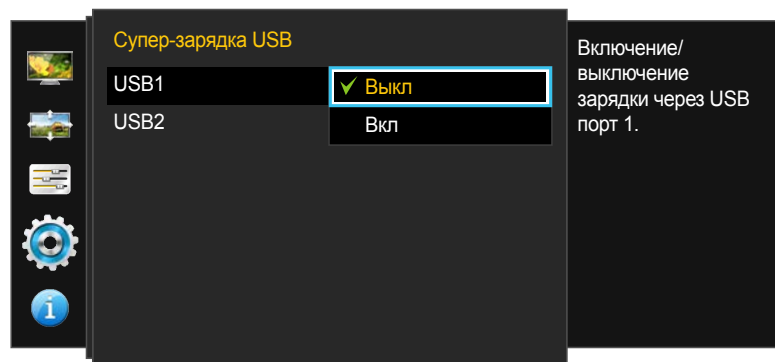 Супер-зарядка USB
USB1
Выкл
USB2
Вкл
Включение/
выключение
зарядки через USB
порт 1.